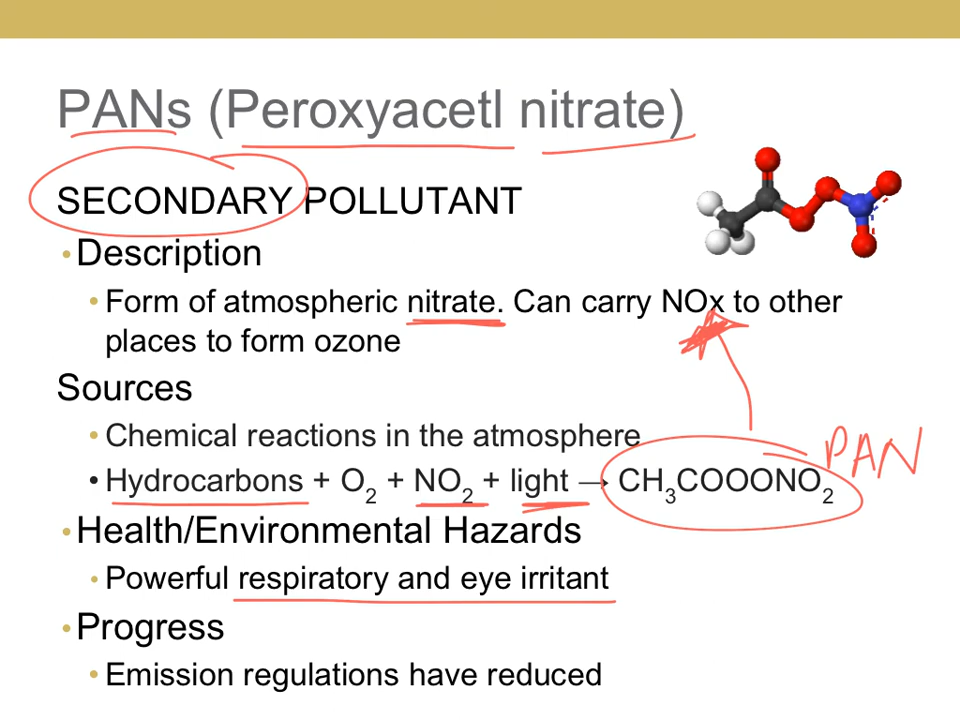 PANs (Peroxyacetl nitrate)
SECONDARY POLLUTANT
•Description
•Form of atmospheric nitrate. Can carry NOx to other
places to form ozone
Sources
•Chemical reactions in the atmosphere
•Hydrocarbons + O₂ + NO₂ + light → CH₃COOONO₂
PAN
•Health/Environmental Hazards
•Powerful respiratory and eye irritant
•Progress
•Emission regulations have reduced